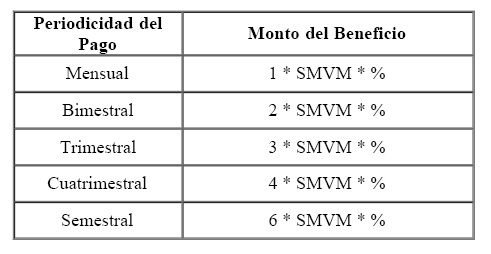 Periodicidad del
Pago
Monto del Beneficio
Mensual
1 * SMVM * %
Bimestral
2 * SMVM * %
Trimestral
3 * SMVM * %
Cuatrimestral
4 * SMVM * %
Semestral
6 * SMVM * %